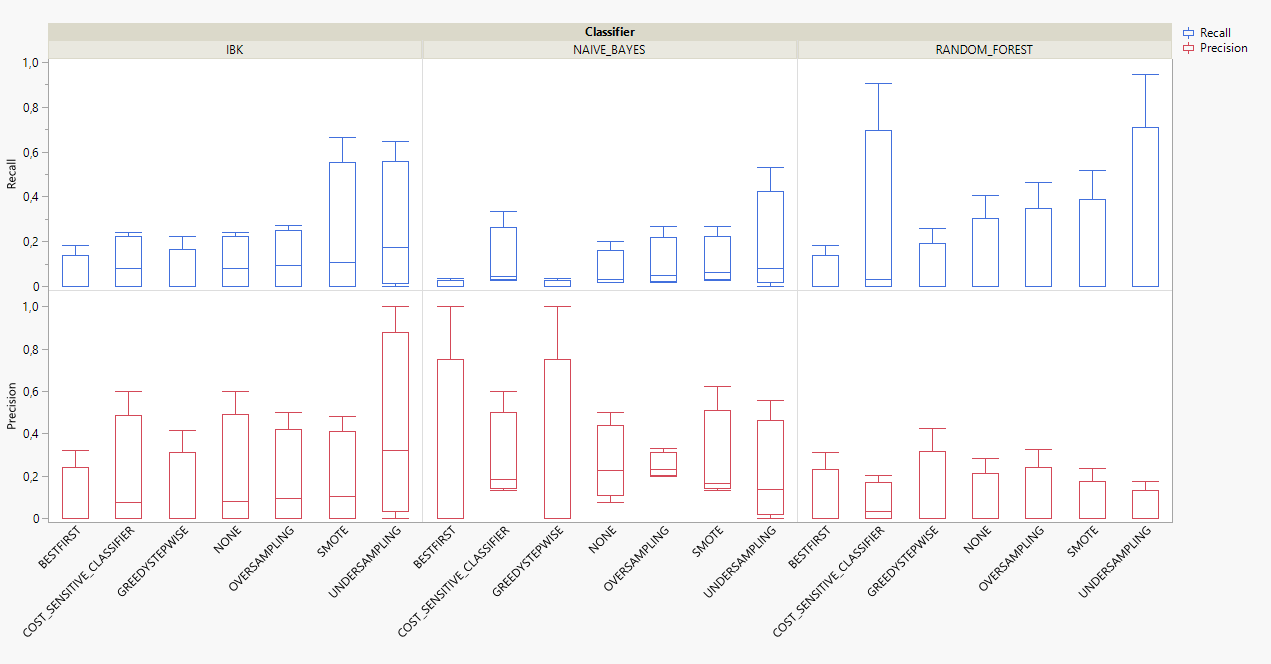 Classifier
IBK NAIVE_BAYES RANDOM_FOREST
Recall
Precision
Recall
1,0
0,8
0,6
0,4
0,2
0
Precision
1,0
0,8
0,6
0,4
0,2
0
BESTFIRST
COST_SENSITIVE_CLASSIFIER
GREEDYSTEPWISE
NONE
OVERSAMPLING
SMOTE
UNDERSAMPLING
BESTFIRST
COST_SENSITIVE_CLASSIFIER
GREEDYSTEPWISE
NONE
OVERSAMPLING
SMOTE
UNDERSAMPLING
BESTFIRST
COST_SENSITIVE_CLASSIFIER
GREEDYSTEPWISE
NONE
OVERSAMPLING
SMOTE
UNDERSAMPLING